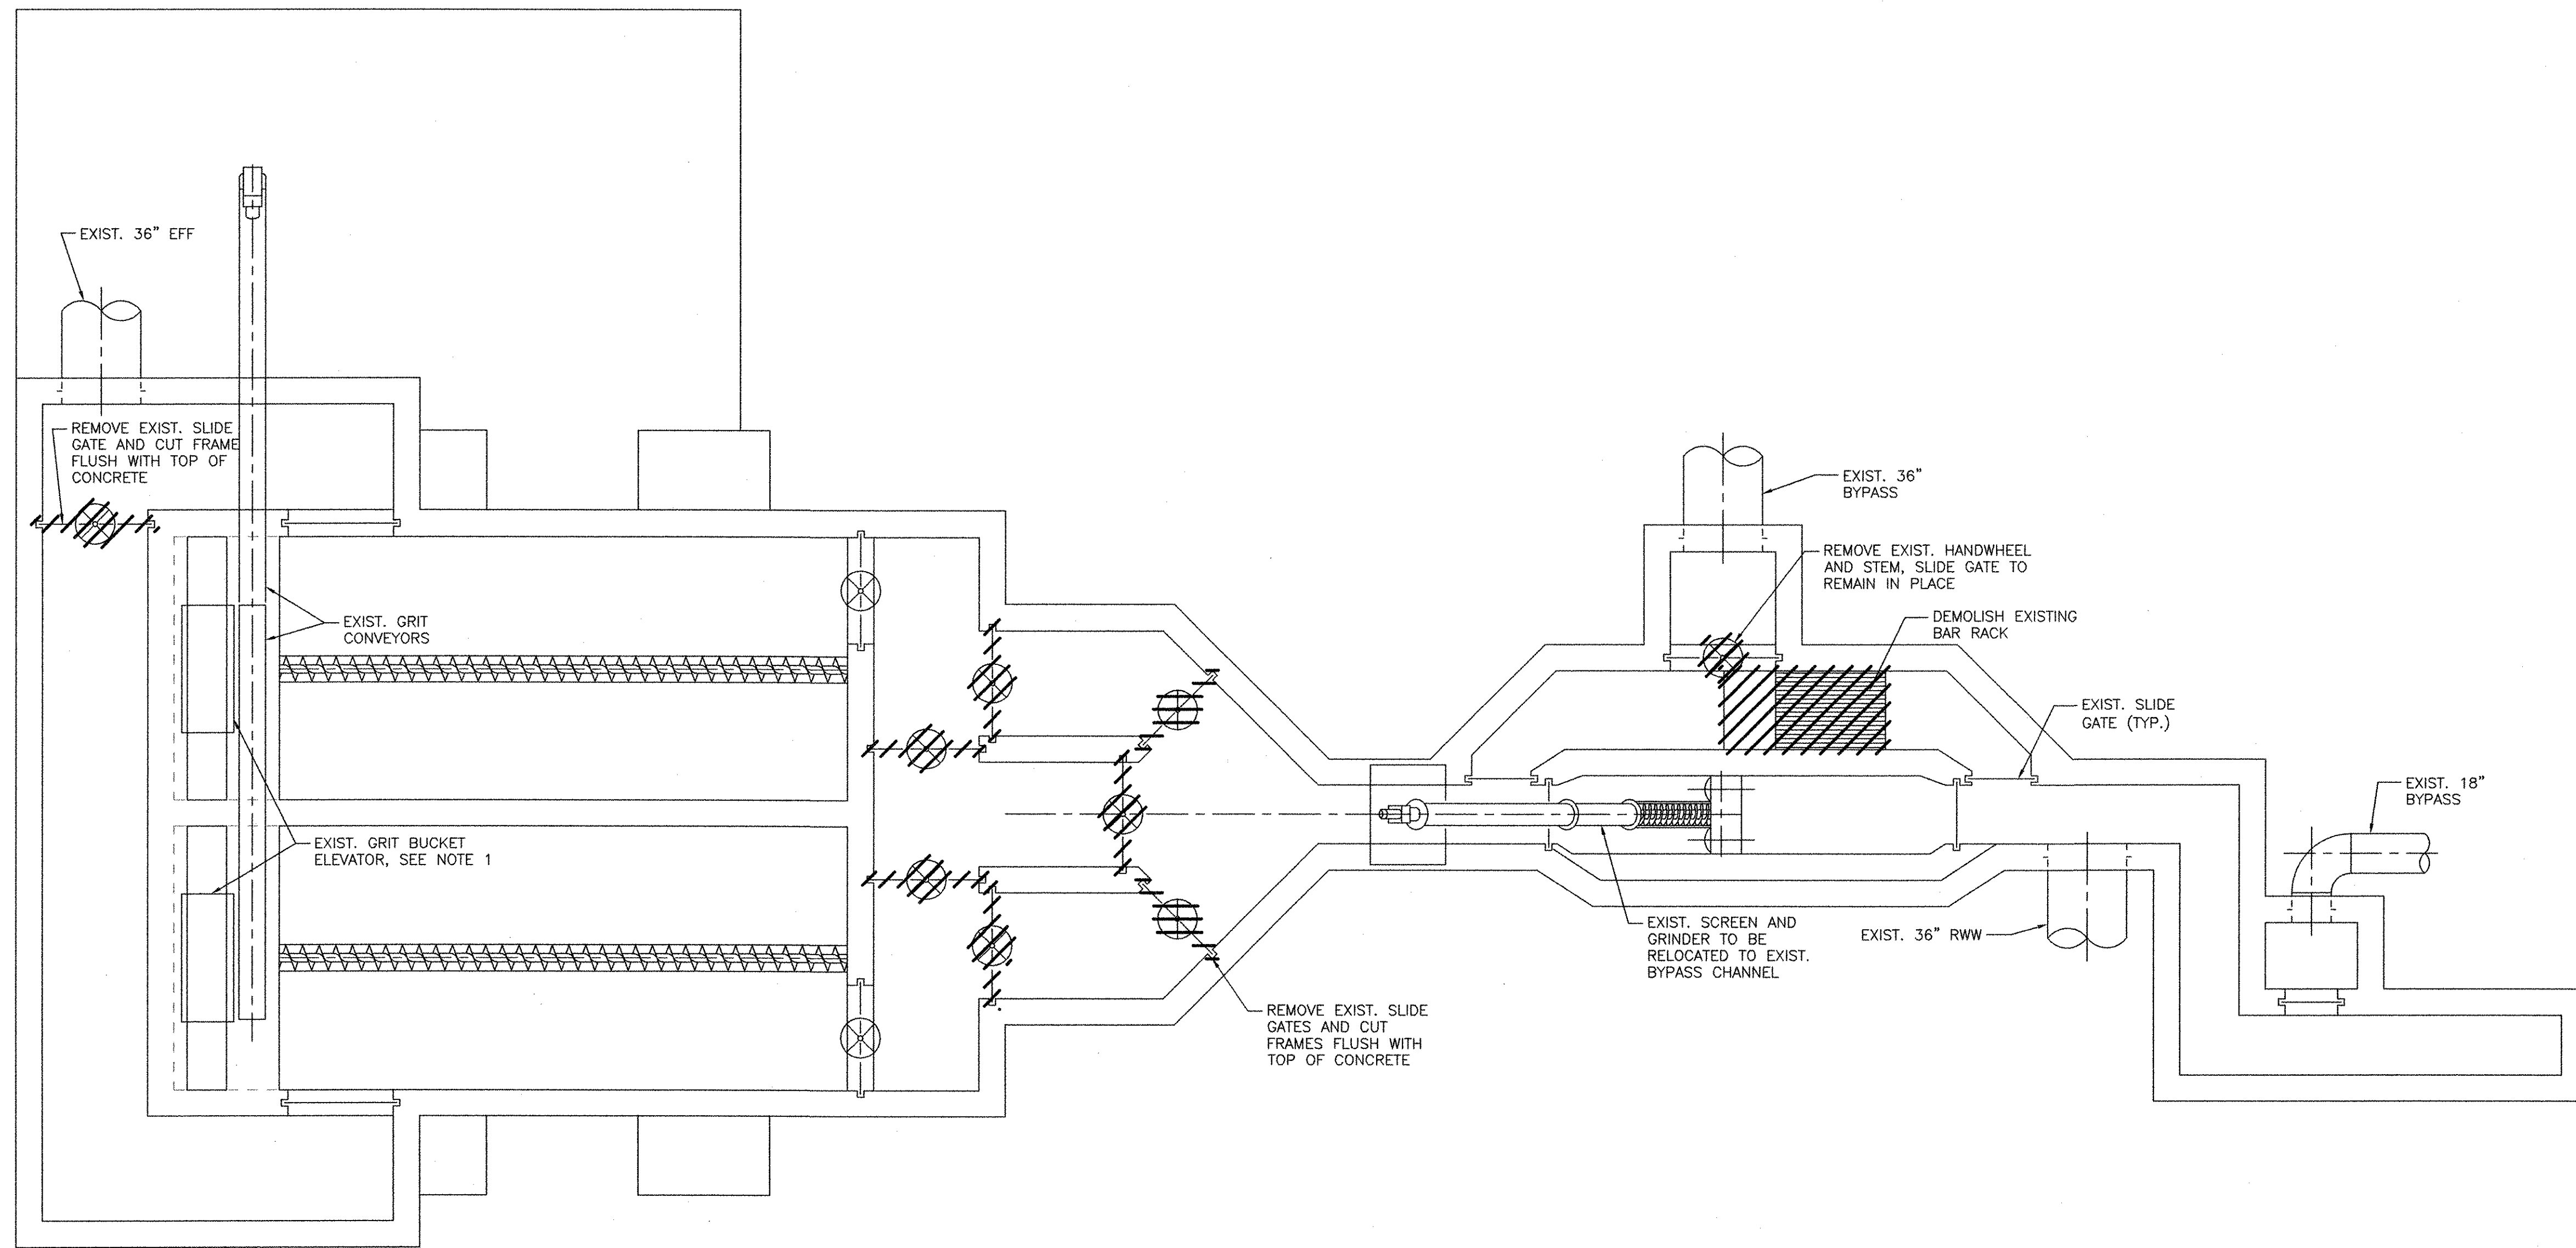 EXIST. 36" EFF
REMOVE EXIST. SLIDE
GATE AND CUT FRAME
FLUSH WITH TOP OF
CONCRETE
EXIST. GRIT
CONVEYORS
EXIST. GRIT BUCKET
ELEVATOR, SEE NOTE 1
REMOVE EXIST. SLIDE
GATES AND CUT
FRAMES FLUSH WITH
TOP OF CONCRETE
EXIST. 36"
BYPASS
REMOVE EXIST. HANDWHEEL
AND STEM, SLIDE GATE TO
REMAIN IN PLACE
DEMOLISH EXISTING
BAR RACK
EXIST. SLIDE
GATE (TYP.)
EXIST. 18"
BYPASS
EXIST. SCREEN AND
GRINDER TO BE
RELOCATED TO EXIST.
BYPASS CHANNEL
EXIST. 36" RWW